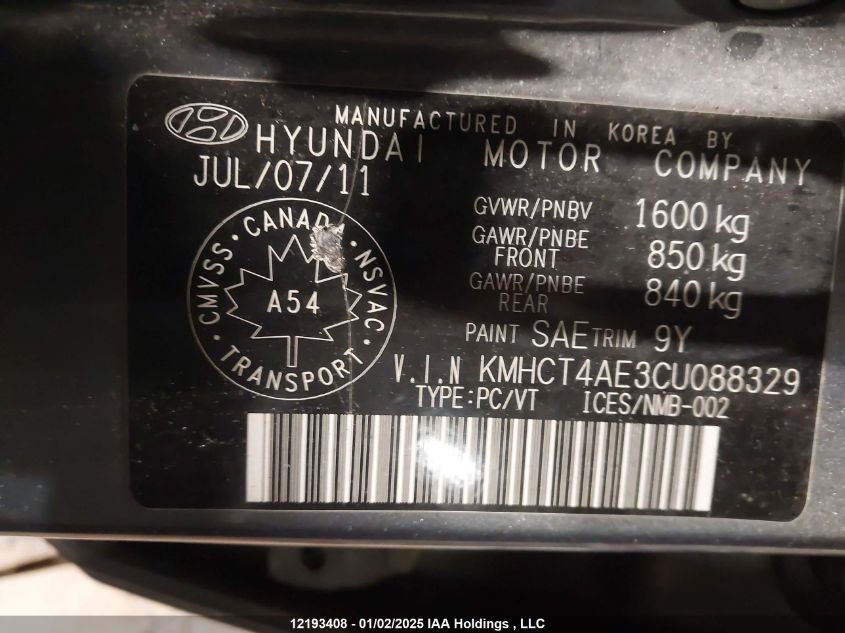 MANUFACTURED IN KOREA BY
HYUNDAI MOTOR COMPANY
JUL/07/11
GVWR/PNBV 1600 kg
GAWR/PNBE
FRONT 850 kg
GAWR/PNBE
REAR 840 kg
CMVSS · CANADA · NSVAC
A54
· TRANSPORT ·
PAINT SAE TRIM 9Y
V.I.N KMHCT4AE3CU088329
TYPE:PC/VT ICES/NMB-002
12193408 - 01/02/2025 IAA Holdings , LLC